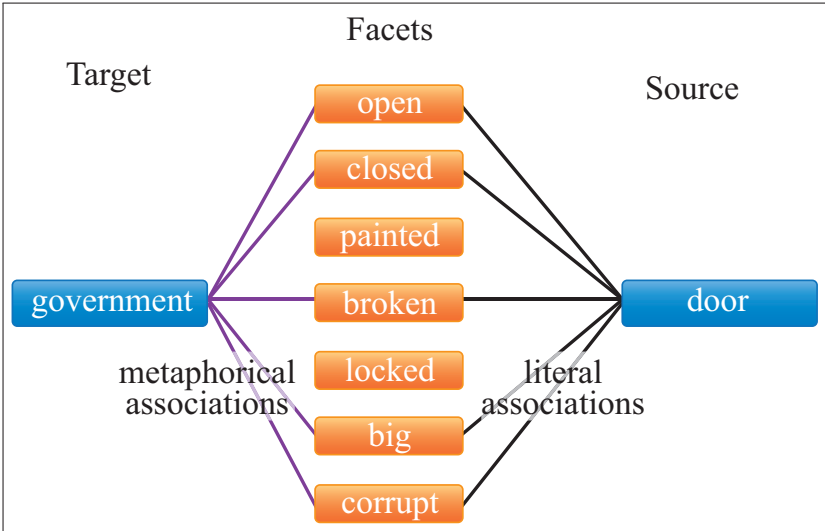 Facets
Target
Source
open
closed
painted
government
broken
door
metaphorical
associations
locked
literal
associations
big
corrupt